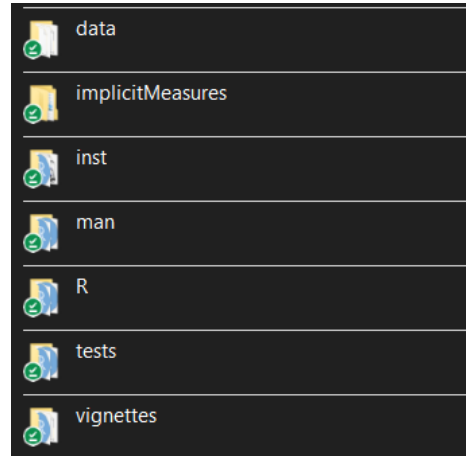 data
implicitMeasures
inst
man
R
tests
vignettes